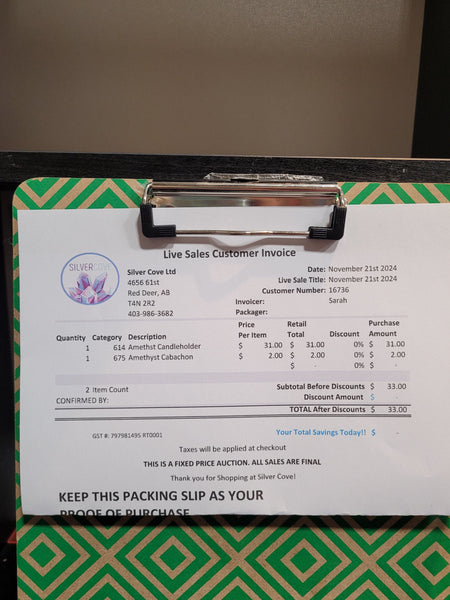 Live Sales Customer Invoice
SILVER COVE
Silver Cove Ltd
4656 61st
Red Deer, AB
T4N 2R2
403-986-3682
Date: November 21st 2024
Live Sale Title: November 21st 2024
Customer Number: 16736
Invoicer: Sarah
Packager:
Quantity Category Description Price Per Item Retail Total Discount Purchase Amount
1 614 Amethst Candleholder $ 31.00 $ 31.00 0% $ 31.00
1 675 Amethyst Cabachon $ 2.00 $ 2.00 0% $ 2.00
$ - 0% $ -
2 Item Count Subtotal Before Discounts $ 33.00
CONFIRMED BY: Discount Amount $ -
TOTAL After Discounts $ 33.00
GST #: 797981495 RT0001 Your Total Savings Today!! $ -
Taxes will be applied at checkout
THIS IS A FIXED PRICE AUCTION. ALL SALES ARE FINAL
Thank you for Shopping at Silver Cove!
KEEP THIS PACKING SLIP AS YOUR
PROOF OF PURCHASE